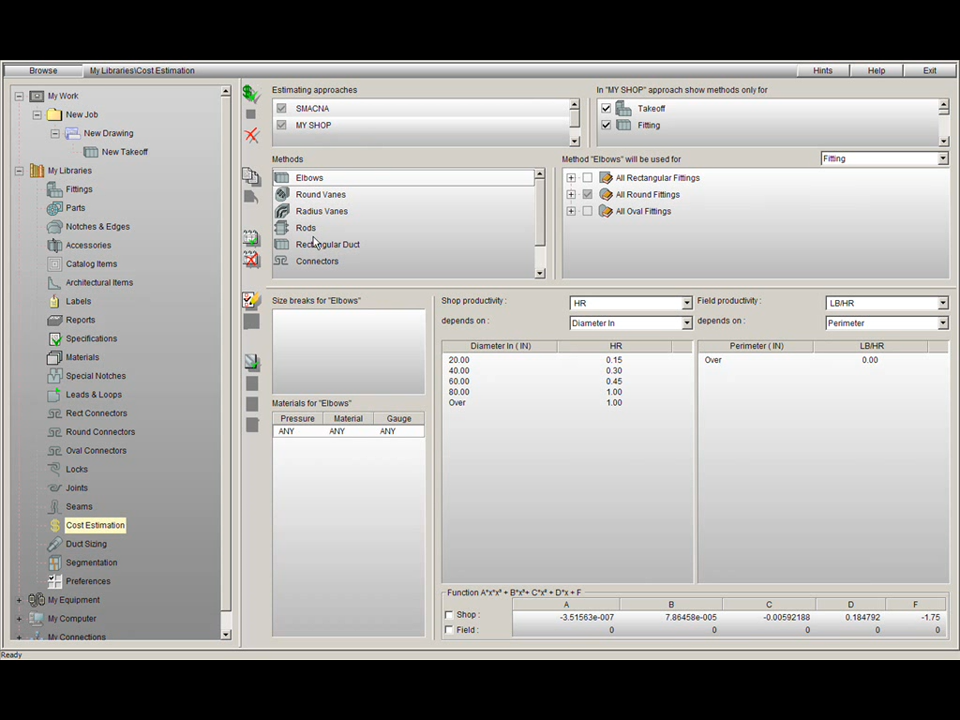 Browse My Libraries\Cost Estimation Hints Help Exit
My Work
New Job
New Drawing
New Takeoff
My Libraries
Fittings
Parts
Notches & Edges
Accessories
Catalog Items
Architectural Items
Labels
Reports
Specifications
Materials
Special Notches
Leads & Loops
Rect Connectors
Round Connectors
Oval Connectors
Locks
Joints
Seams
Cost Estimation
Duct Sizing
Segmentation
Preferences
My Equipment
My Computer
My Connections
Estimating approaches
SMACNA
MY SHOP
In "MY SHOP" approach show methods only for
Takeoff
Fitting
Methods
Elbows
Round Vanes
Radius Vanes
Rods
Rectangular Duct
Connectors
Method "Elbows" will be used for Fitting
All Rectangular Fittings
All Round Fittings
All Oval Fittings
Size breaks for "Elbows"
Materials for "Elbows"
Pressure Material Gauge
ANY ANY ANY
Shop productivity : HR
depends on : Diameter In
Diameter In ( IN) HR
20.00 0.15
40.00 0.30
60.00 0.45
80.00 1.00
Over 1.00
Field productivity : LB/HR
depends on : Perimeter
Perimeter ( IN) LB/HR
Over 0.00
Function A*x*x³ + B*x³+ C*x² + D*x + F
A B C D F
Shop : -3.51563e-007 7.86458e-005 -0.00592188 0.184792 -1.75
Field : 0 0 0 0 0
Ready